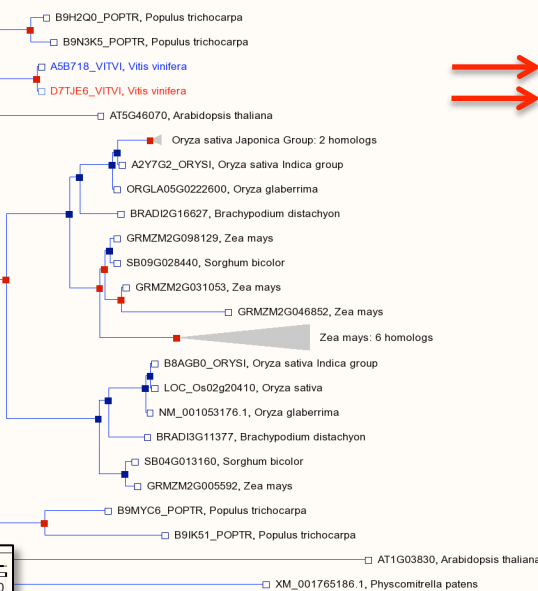 B9H2Q0_POPTR, Populus trichocarpa
B9N3K5_POPTR, Populus trichocarpa
A5B718_VITVI, Vitis vinifera
D7TJE6_VITVI, Vitis vinifera
AT5G46070, Arabidopsis thaliana
Oryza sativa Japonica Group: 2 homologs
A2Y7G2_ORYSI, Oryza sativa Indica group
ORGLA05G0222600, Oryza glaberrima
BRADI2G16627, Brachypodium distachyon
GRMZM2G098129, Zea mays
SB09G028440, Sorghum bicolor
GRMZM2G031053, Zea mays
GRMZM2G046852, Zea mays
Zea mays: 6 homologs
B8AGB0_ORYSI, Oryza sativa Indica group
LOC_Os02g20410, Oryza sativa
NM_001053176.1, Oryza glaberrima
BRADI3G11377, Brachypodium distachyon
SB04G013160, Sorghum bicolor
GRMZM2G005592, Zea mays
B9MYC6_POPTR, Populus trichocarpa
B9IK51_POPTR, Populus trichocarpa
AT1G03830, Arabidopsis thaliana
XM_001765186.1, Physcomitrella patens